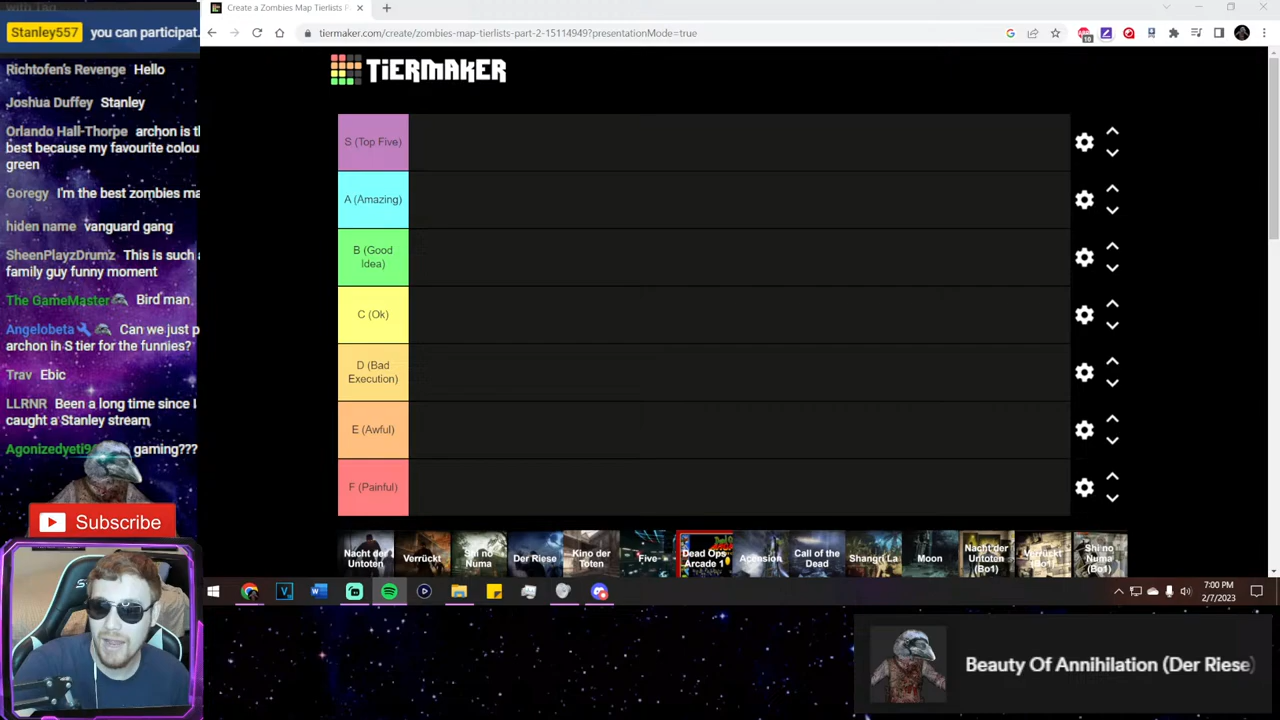 Stanley557 you can participat.
Richtofen's Revenge Hello
Joshua Duffey Stanley
Orlando Hall-Thorpe archon is th
best because my favourite colou
green
Goregy I'm the best zombies ma
hiden name vanguard gang
SheenPlayzDrumz This is such a
family guy funny moment
The GameMaster Bird man
Angelobeta Can we just p
archon in S tier for the funnies?
Trav Ebic
LLRNR Been a long time since I
caught a Stanley stream
Agonizedyeti9 gaming???
Subscribe
Create a Zombies Map Tierlists P
tiermaker.com/create/zombies-map-tierlists-part-2-15114949?presentationMode=true
10
TiERMAKER
S (Top Five)
A (Amazing)
B (Good
Idea)
C (Ok)
D (Bad
Execution)
E (Awful)
F (Painful)
Nacht der
Untoten
Verrückt
Shi no
Numa
Der Riese
Kino der
Toten
Five
Dead Ops
Arcade 1
Ascension
Call of the
Dead
Shangri La
Moon
Nacht der
Untoten
(Bo1)
Verrückt
(Bo1)
Shi no
Numa
(Bo1)
7:00 PM
2/7/2023
Beauty Of Annihilation (Der Riese)